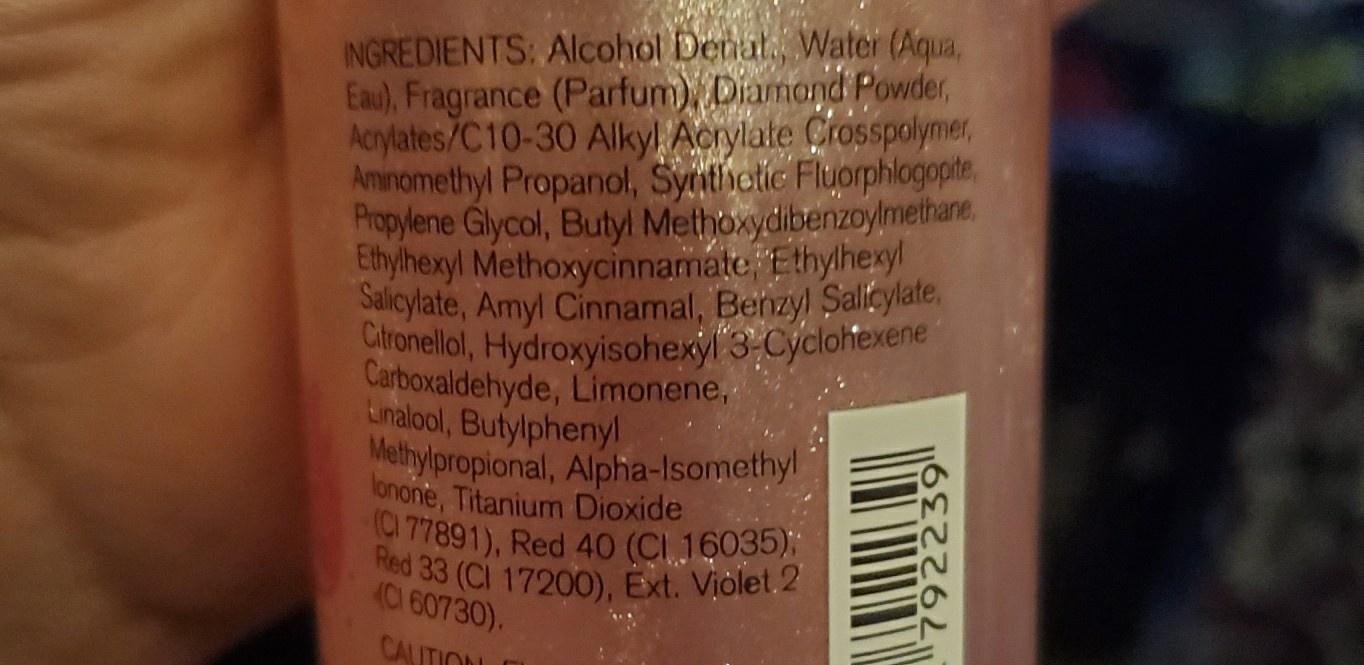 INGREDIENTS: Alcohol Denat., Water (Aqua,
Eau), Fragrance (Parfum), Diamond Powder,
Acrylates/C10-30 Alkyl Acrylate Crosspolymer,
Aminomethyl Propanol, Synthetic Fluorphlogopite,
Propylene Glycol, Butyl Methoxydibenzoylmethane,
Ethylhexyl Methoxycinnamate, Ethylhexyl
Salicylate, Amyl Cinnamal, Benzyl Salicylate,
Citronellol, Hydroxyisohexyl 3-Cyclohexene
Carboxaldehyde, Limonene,
Linalool, Butylphenyl
Methylpropional, Alpha-Isomethyl
Ionone, Titanium Dioxide
(CI 77891), Red 40 (CI 16035),
Red 33 (CI 17200), Ext. Violet 2
(CI 60730).
CAUTION
792239